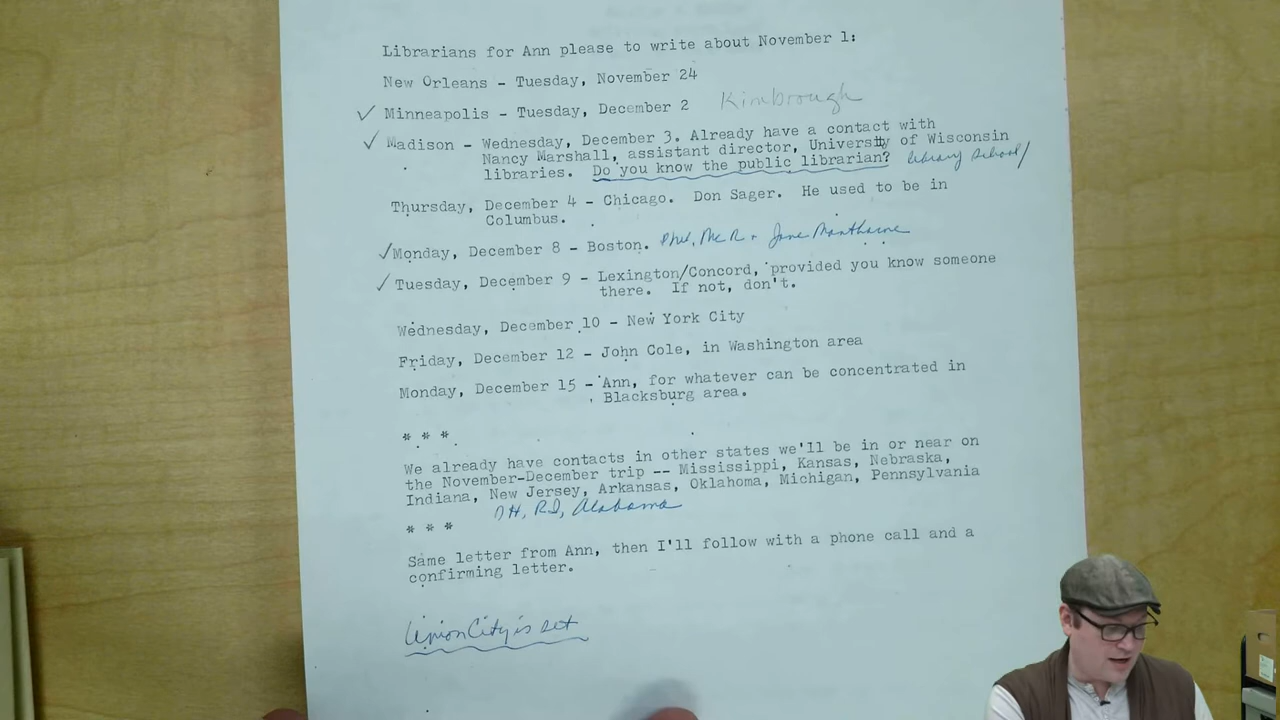 Librarians for Ann please to write about November 1:
New Orleans - Tuesday, November 24
✓ Minneapolis - Tuesday, December 2 Kimbrough
✓ Madison - Wednesday, December 3. Already have a contact with
Nancy Marshall, assistant director, University of Wisconsin
libraries. Do you know the public librarian? library school/
Thursday, December 4 - Chicago. Don Sager. He used to be in
Columbus.
✓ Monday, December 8 - Boston. Phil, McN + Jane Manthorne
✓ Tuesday, December 9 - Lexington/Concord, provided you know someone
there. If not, don't.
Wednesday, December 10 - New York City
Friday, December 12 - John Cole, in Washington area
Monday, December 15 - Ann, for whatever can be concentrated in
Blacksburg area.
* * *
We already have contacts in other states we'll be in or near on
the November-December trip -- Mississippi, Kansas, Nebraska,
Indiana, New Jersey, Arkansas, Oklahoma, Michigan, Pennsylvania
OH, RI, Alabama
* * *
Same letter from Ann, then I'll follow with a phone call and a
confirming letter.
Union City is set